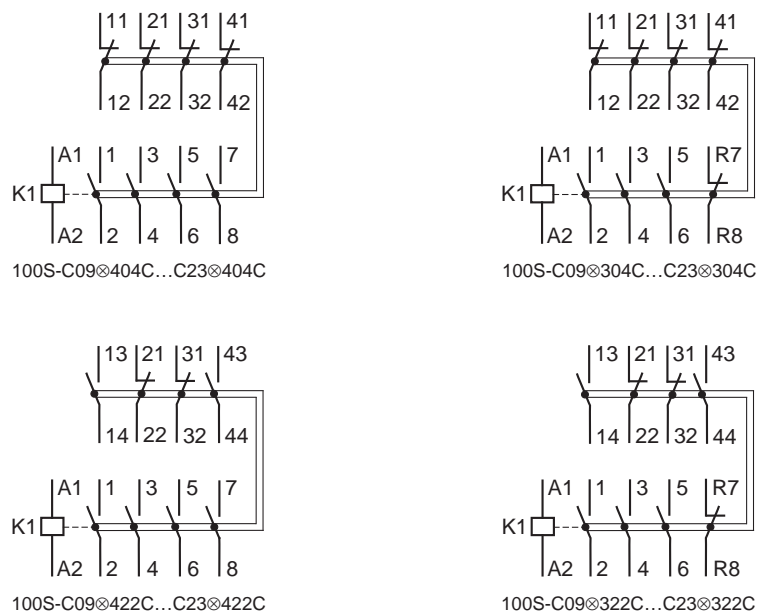 11 21 31 41
12 22 32 42
A1 1 3 5 7
K1
A2 2 4 6 8
100S-C09⊗404C...C23⊗404C
11 21 31 41
12 22 32 42
A1 1 3 5 R7
K1
A2 2 4 6 R8
100S-C09⊗304C...C23⊗304C
13 21 31 43
14 22 32 44
A1 1 3 5 7
K1
A2 2 4 6 8
100S-C09⊗422C...C23⊗422C
13 21 31 43
14 22 32 44
A1 1 3 5 R7
K1
A2 2 4 6 R8
100S-C09⊗322C...C23⊗322C